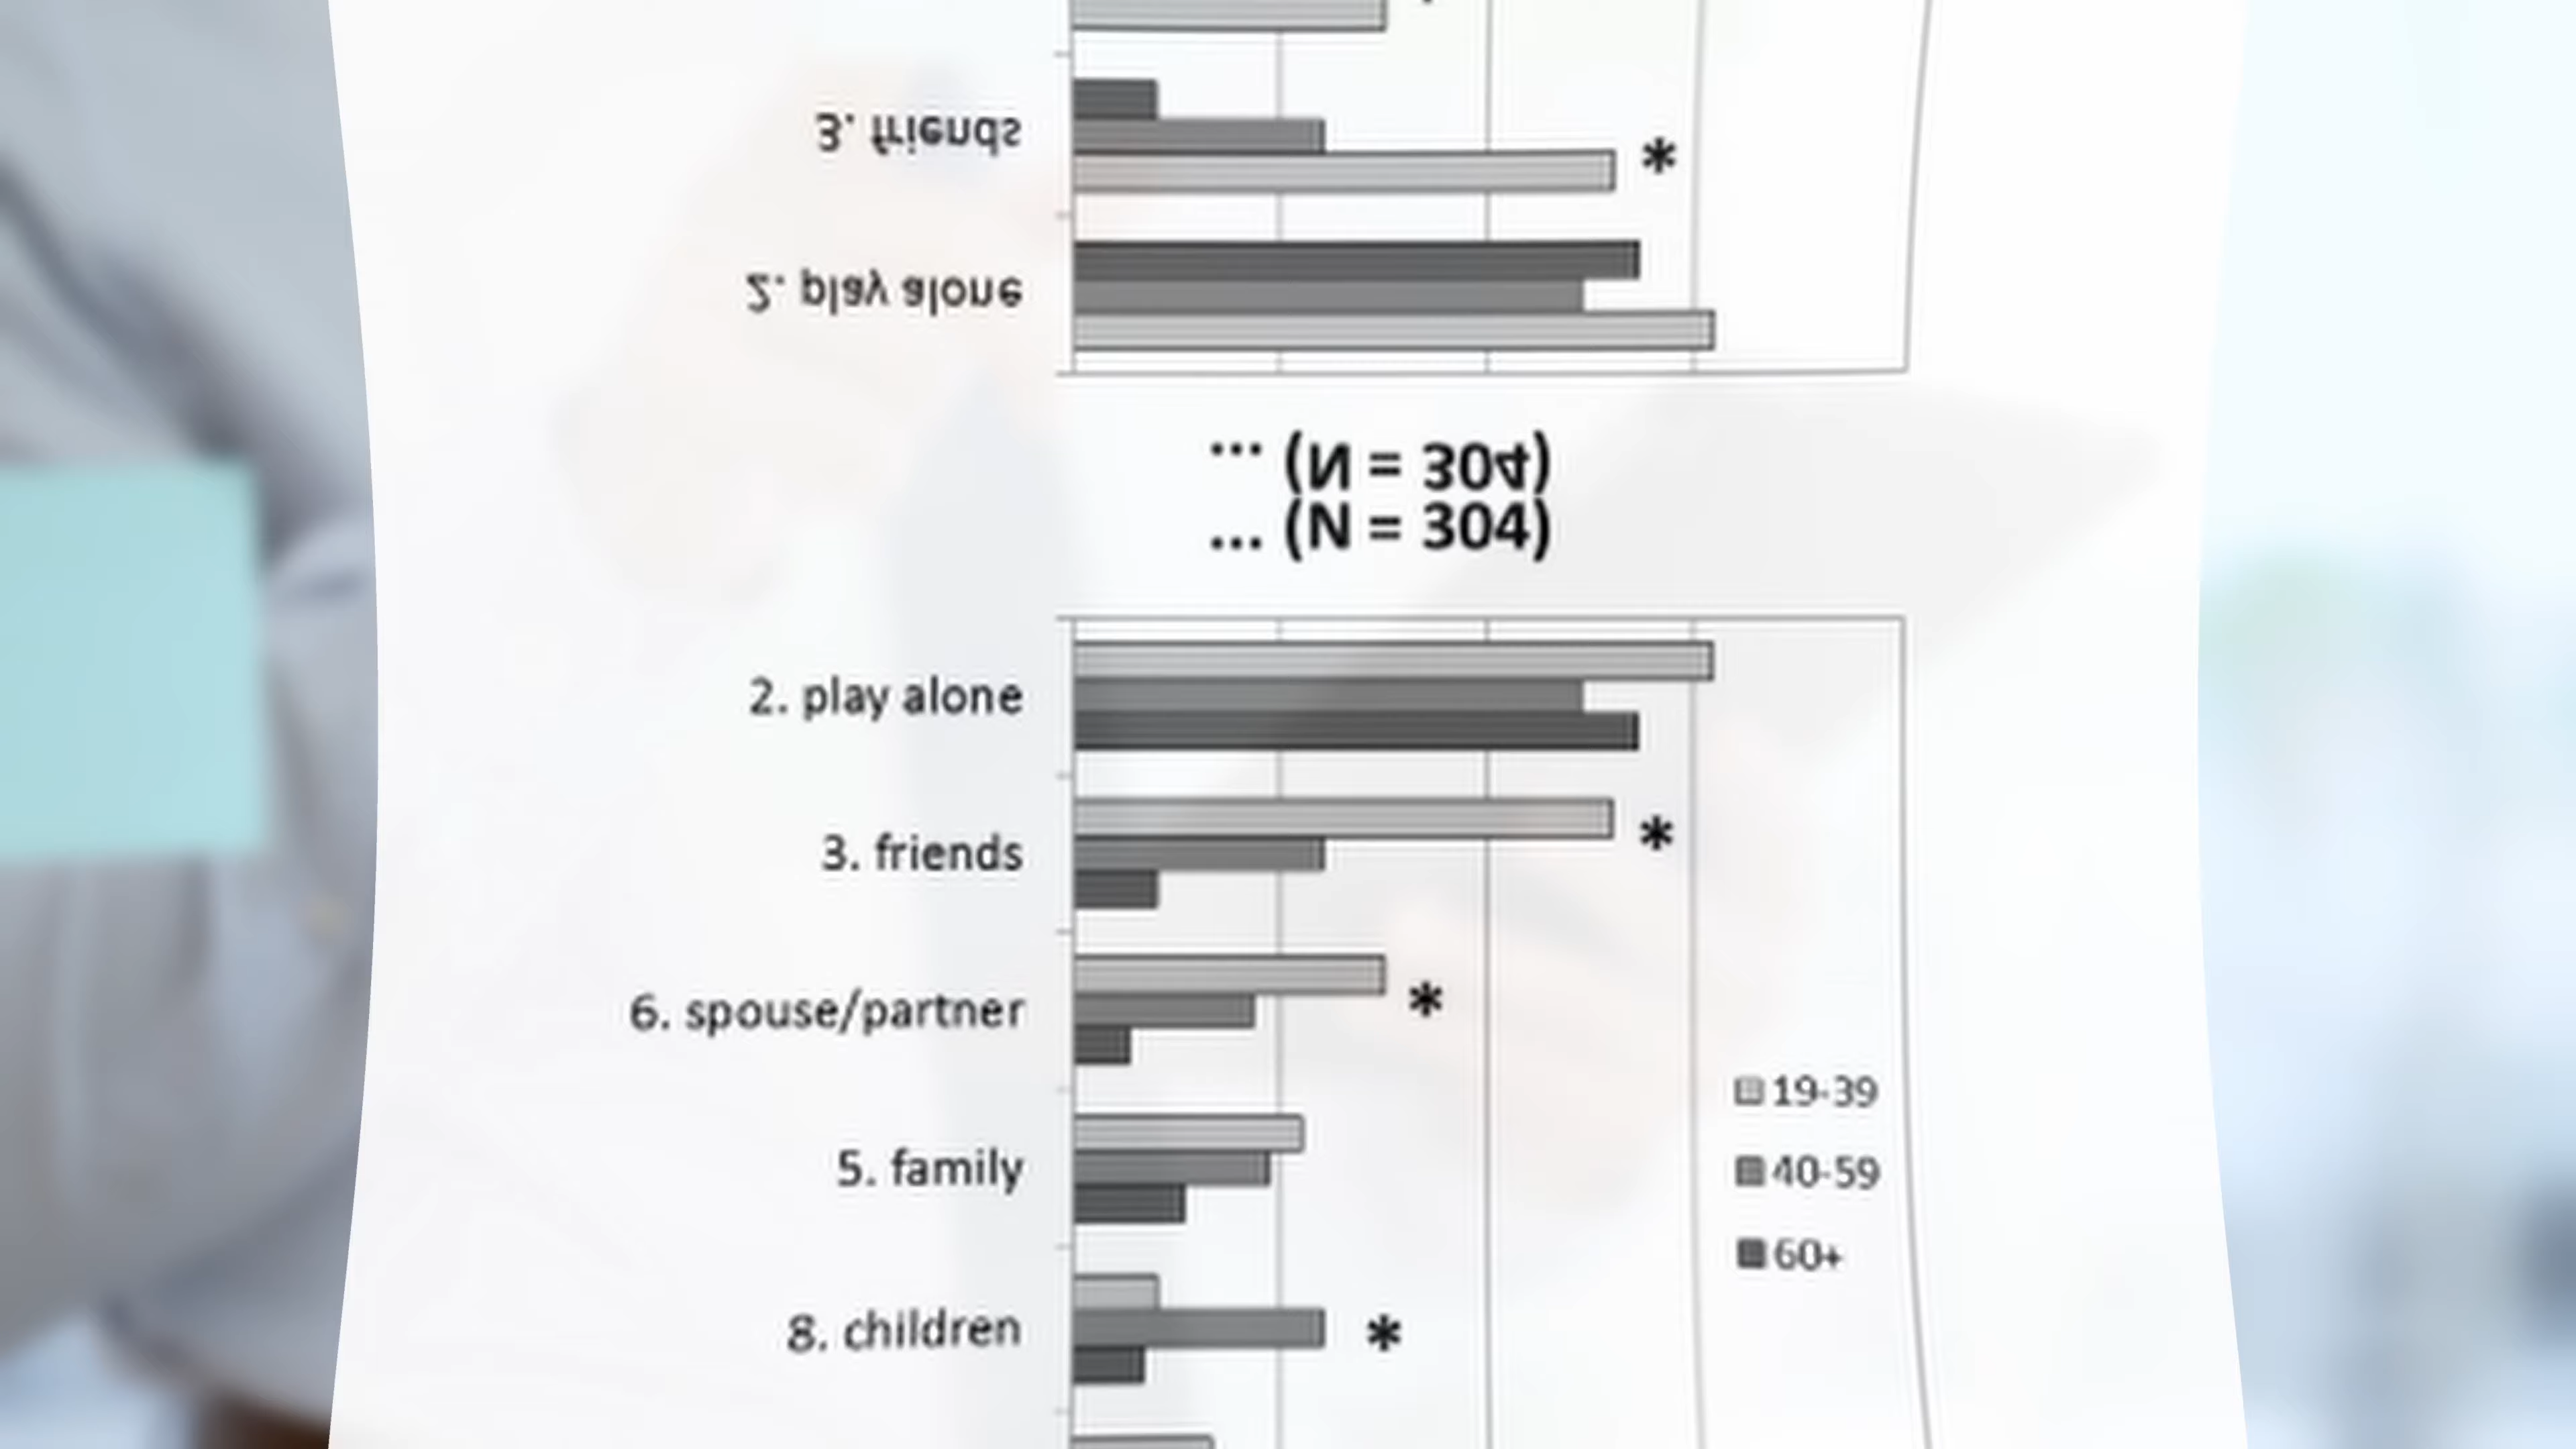 3. friends
*
2. play alone
... (N = 304)
... (N = 304)
2. play alone
3. friends
*
6. spouse/partner
*
5. family
19-39
40-59
60+
8. children
*